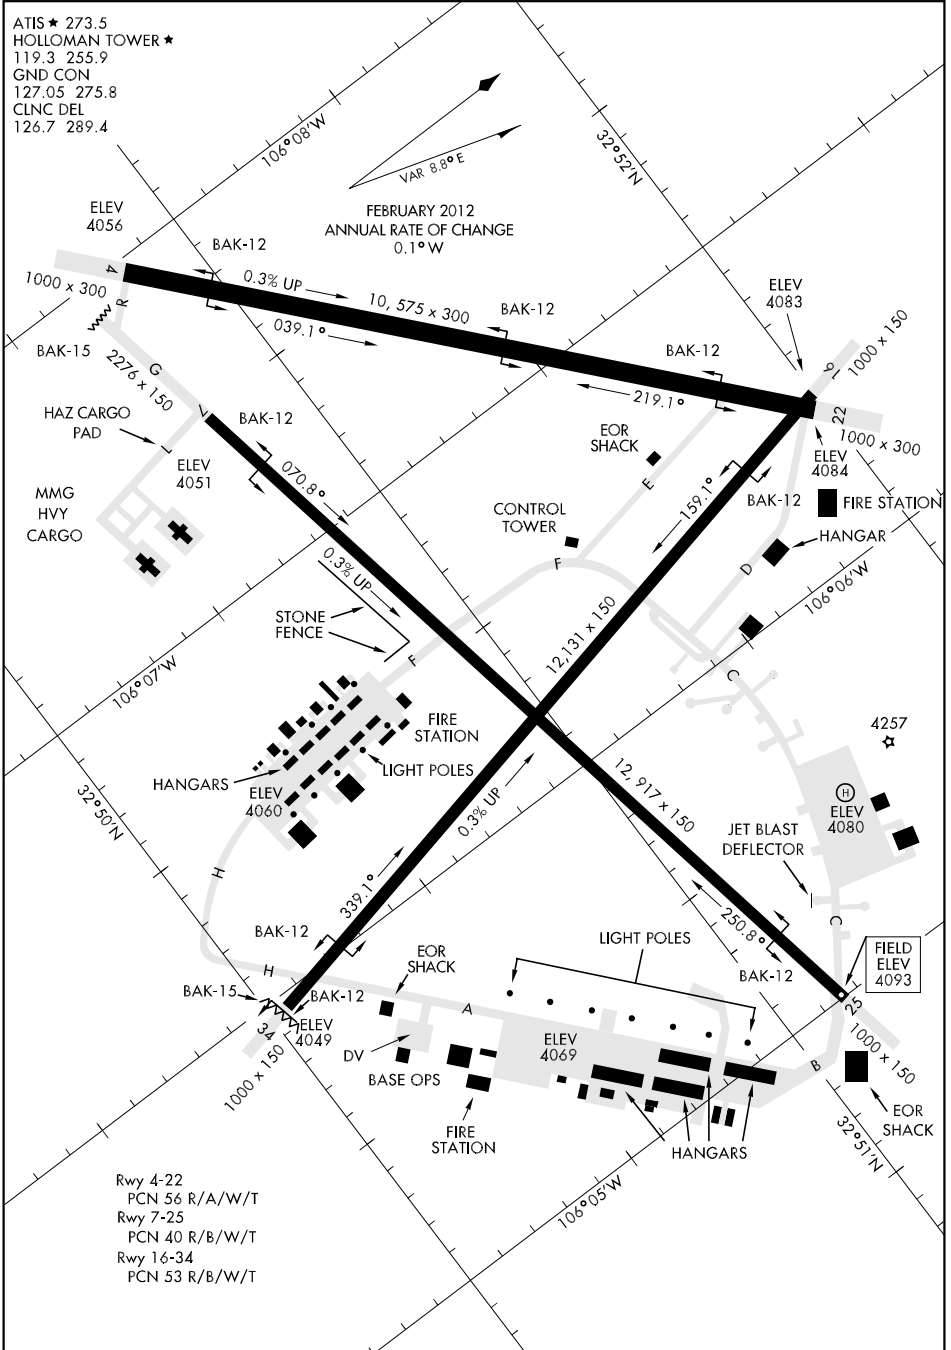 ATIS ★ 273.5
HOLLOMAN TOWER ★
119.3 255.9
GND CON
127.05 275.8
CLNC DEL
126.7 289.4
106°08'W
32°52'N
VAR 8.8° E
FEBRUARY 2012
ANNUAL RATE OF CHANGE
0.1° W
ELEV
4056
BAK-12
4
1000 x 300
R
0.3% UP
10, 575 x 300
039.1°
BAK-12
ELEV
4083
BAK-12
219.1°
16
1000 x 150
22
1000 x 300
BAK-15
G
2276 x 150
7
HAZ CARGO
PAD
L
ELEV
4051
BAK-12
070.8°
EOR
SHACK
E
159.1°
ELEV
4084
BAK-12
FIRE STATION
MMG
HVY
CARGO
CONTROL
TOWER
F
HANGAR
D
106°06'W
0.3% UP
STONE
FENCE
F
12,131 x 150
106°07'W
C
FIRE
STATION
4257
HANGARS
LIGHT POLES
ELEV
4060
0.3% UP
12, 917 x 150
H
ELEV
4080
32°50'N
JET BLAST
DEFLECTOR
H
339.1°
250.8°
C
BAK-12
LIGHT POLES
EOR
SHACK
BAK-12
FIELD
ELEV
4093
H
BAK-15
BAK-12
A
25
34
ELEV
4049
1000 x 150
DV
BASE OPS
ELEV
4069
B
1000 x 150
FIRE
STATION
HANGARS
EOR
SHACK
32°51'N
106°05'W
Rwy 4-22
PCN 56 R/A/W/T
Rwy 7-25
PCN 40 R/B/W/T
Rwy 16-34
PCN 53 R/B/W/T